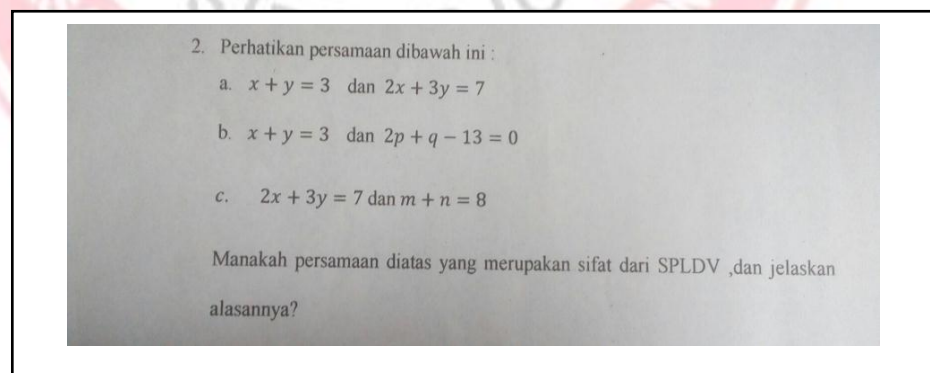 2. Perhatikan persamaan dibawah ini :
a. x + y = 3 dan 2x + 3y = 7
b. x + y = 3 dan 2p + q − 13 = 0
c. 2x + 3y = 7 dan m + n = 8
Manakah persamaan diatas yang merupakan sifat dari SPLDV ,dan jelaskan
alasannya?